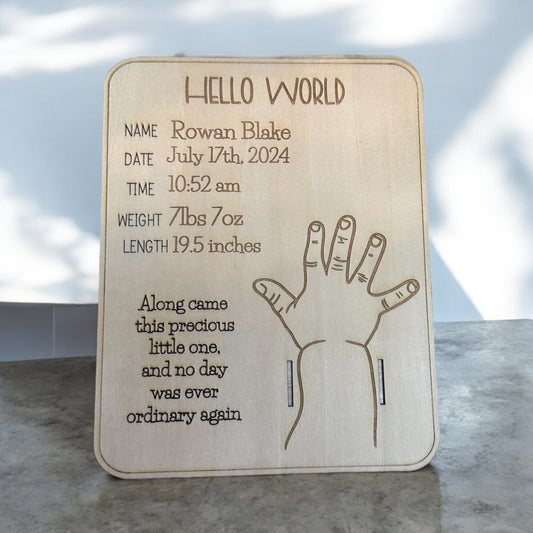 HELLO WORLD
NAME Rowan Blake
DATE July 17th, 2024
TIME 10:52 am
WEIGHT 7lbs 7oz
LENGTH 19.5 inches
Along came
this precious
little one,
and no day
was ever
ordinary again